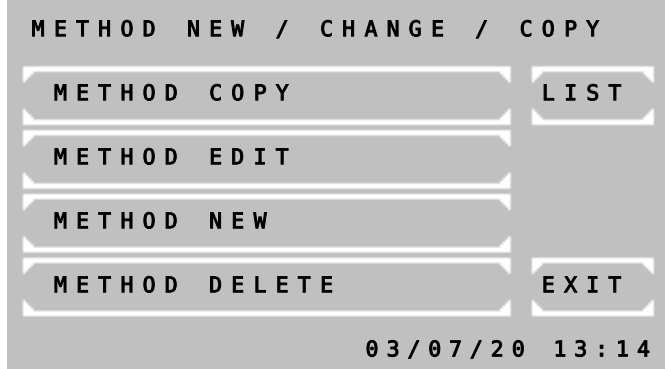 METHOD NEW / CHANGE / COPY
METHOD COPY
LIST
METHOD EDIT
METHOD NEW
METHOD DELETE
EXIT
03/07/20 13:14